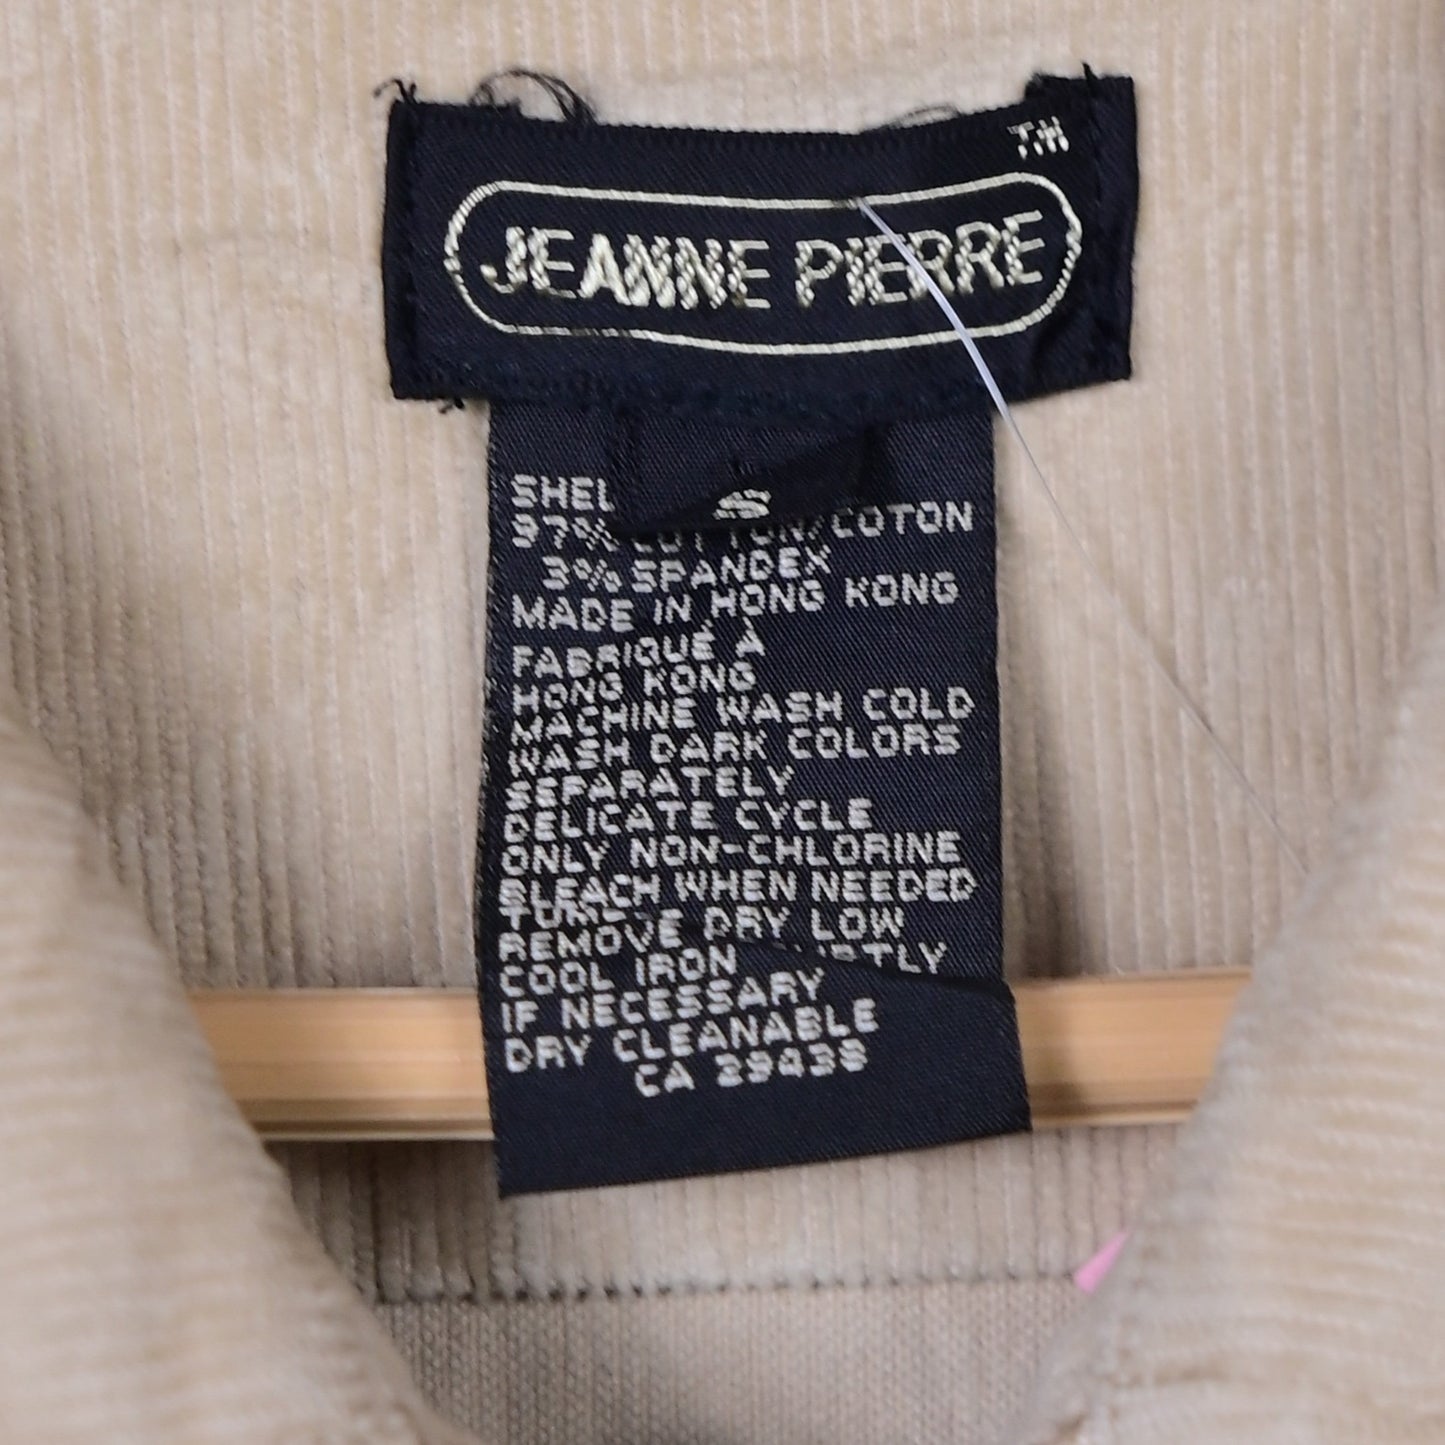 TM
JEANNE PIERRE
S
SHEL
97% COTTON/COTON
3% SPANDEX
MADE IN HONG KONG
FABRIQUÉ À
HONG KONG
MACHINE WASH COLD
WASH DARK COLORS
SEPARATELY
DELICATE CYCLE
ONLY NON-CHLORINE
BLEACH WHEN NEEDED
DRY LOW
REMOVE
COOL IRON
IF NECESSARY
DRY CLEANABLE
CA 29438